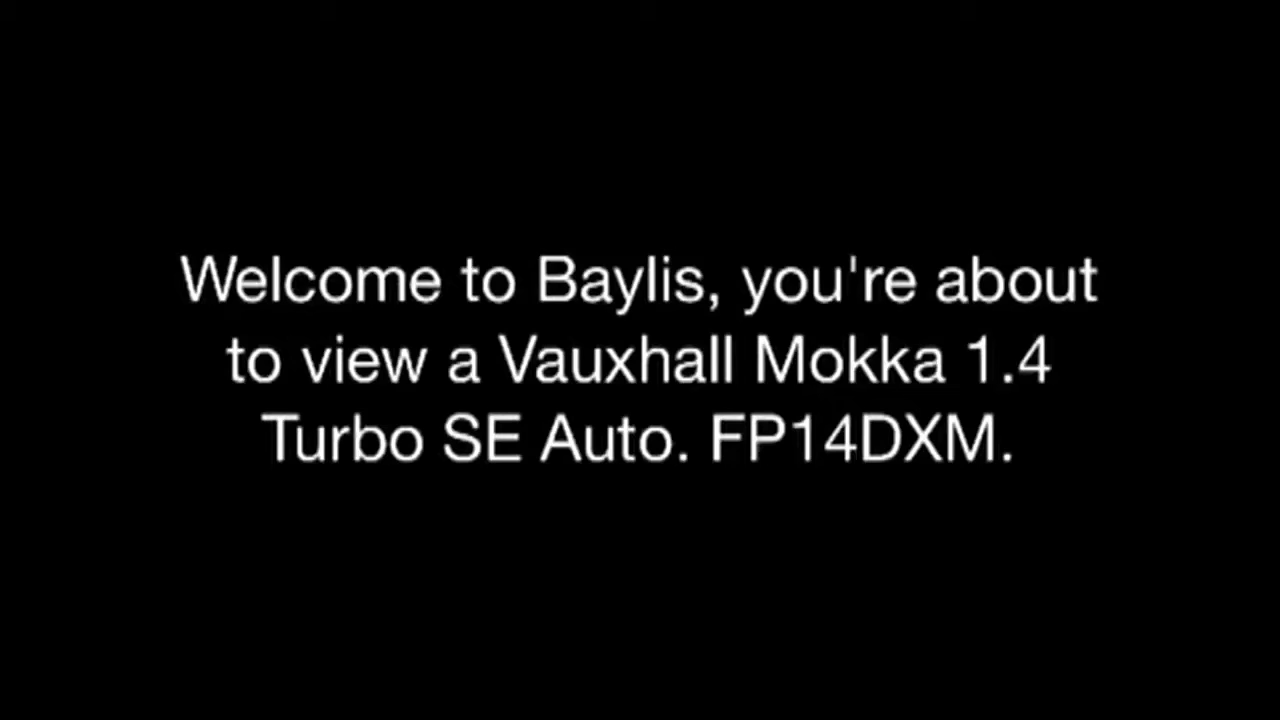 Welcome to Baylis, you're about
to view a Vauxhall Mokka 1.4
Turbo SE Auto. FP14DXM.